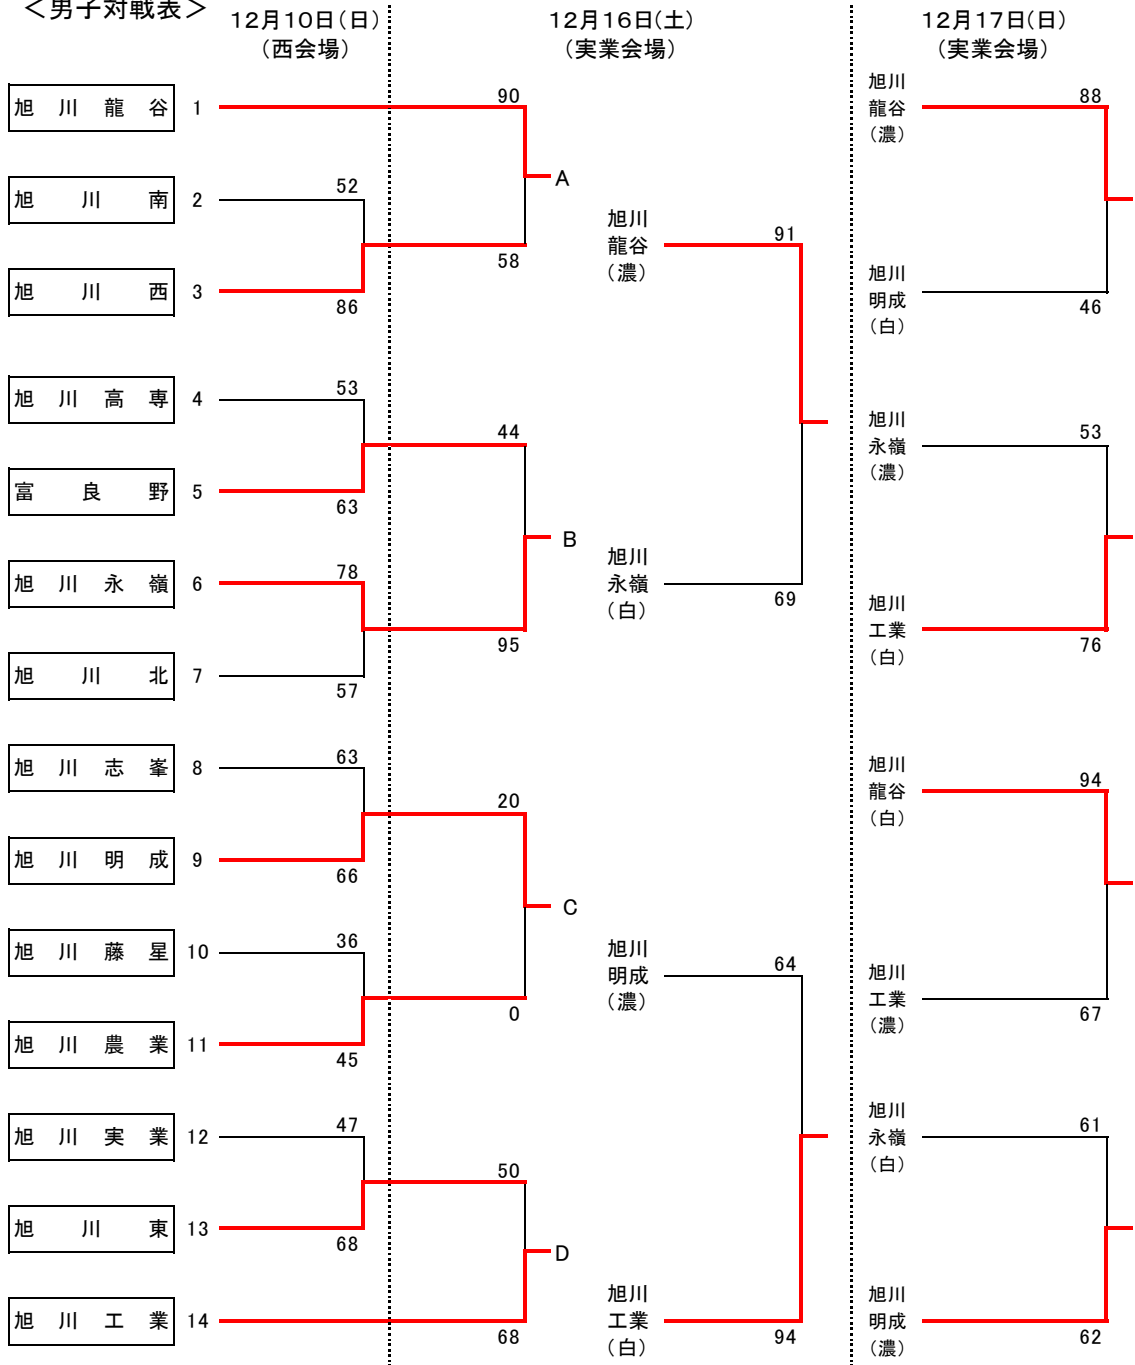 ＜男子対戦表＞
12月10日(日)
(西会場)
12月16日(土)
(実業会場)
12月17日(日)
(実業会場)
旭川龍谷 1
旭川南 2
旭川西 3
旭川高専 4
富良野 5
旭川永嶺 6
旭川北 7
旭川志峯 8
旭川明成 9
旭川藤星 10
旭川農業 11
旭川実業 12
旭川東 13
旭川工業 14
52
86
53
63
78
57
63
66
36
45
47
68
90
A
58
44
B
95
20
C
0
50
D
68
旭川
龍谷
(濃)
91
旭川
永嶺
(白)
69
旭川
明成
(濃)
64
旭川
工業
(白)
94
旭川
龍谷
(濃)
88
旭川
明成
(白)
46
旭川
永嶺
(濃)
53
旭川
工業
(白)
76
旭川
龍谷
(白)
94
旭川
工業
(濃)
67
旭川
永嶺
(白)
61
旭川
明成
(濃)
62